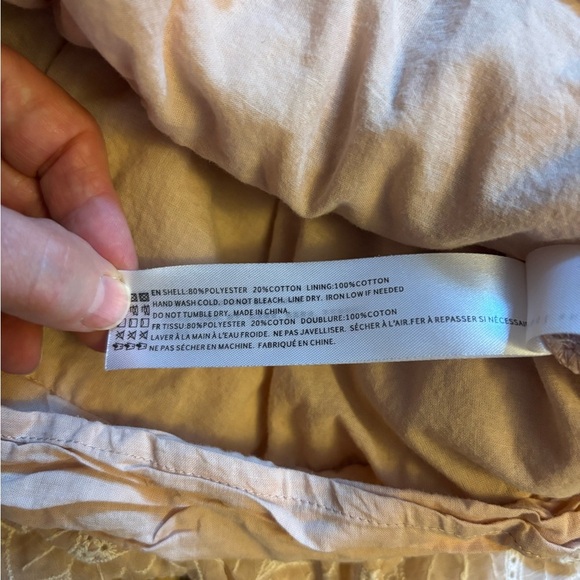 EN SHELL:80%POLYESTER 20%COTTON LINING:100%COTTON
HAND WASH COLD. DO NOT BLEACH. LINE DRY. IRON LOW IF NEEDED
DO NOT TUMBLE DRY. MADE IN CHINA.
FR TISSU:80%POLYESTER 20%COTTON DOUBLURE:100%COTON
LAVER À LA MAIN À L'EAU FROIDE. NE PAS JAVELLISER. SÉCHER À L'AIR.FER À REPASSER SI NÉCESSAI
NE PAS SÉCHER EN MACHINE. FABRIQUÉ EN CHINE.